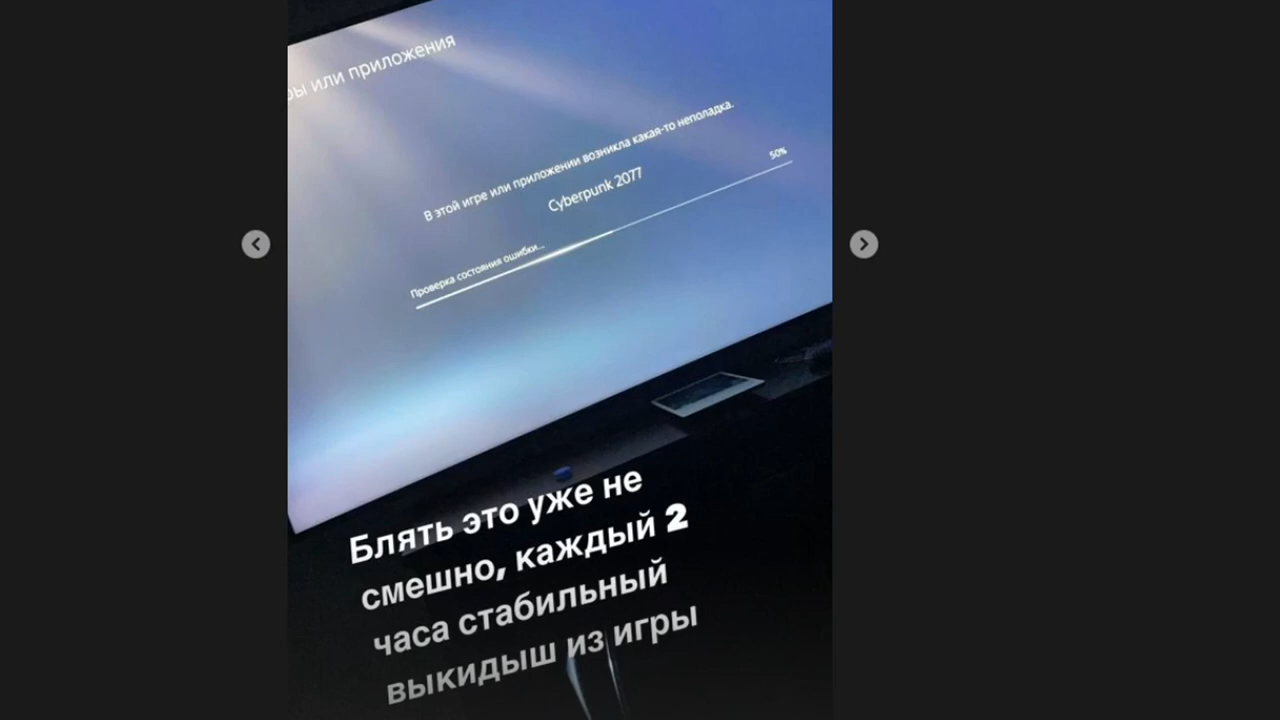 ры или приложения
В этой игре или приложении возникла какая-то неполадка.
Cyberpunk 2077
50%
Проверка состояния ошибки...
Блять это уже не
смешно, каждый 2
часа стабильный
выкидыш из игры